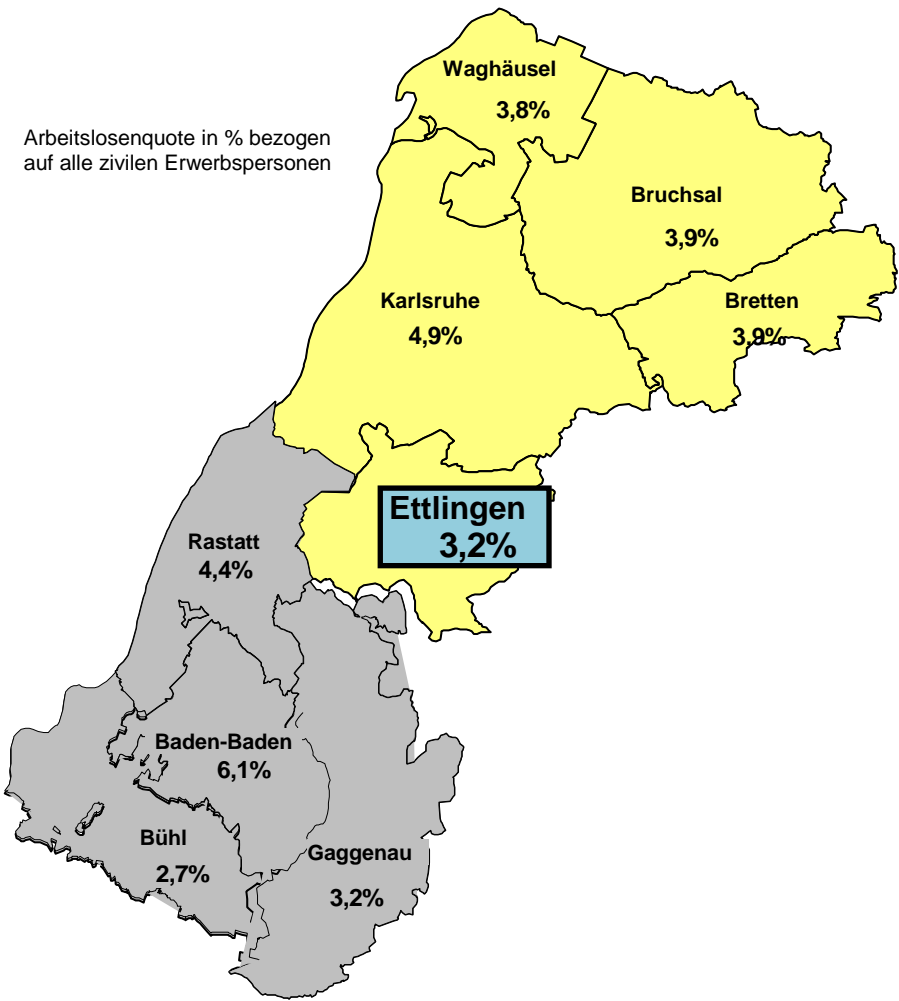 Waghäusel
3,8%
Arbeitslosenquote in % bezogen
auf alle zivilen Erwerbspersonen
Bruchsal
3,9%
Karlsruhe
4,9%
Bretten
3,9%
Ettlingen
3,2%
Rastatt
4,4%
Baden-Baden
6,1%
Bühl
2,7%
Gaggenau
3,2%